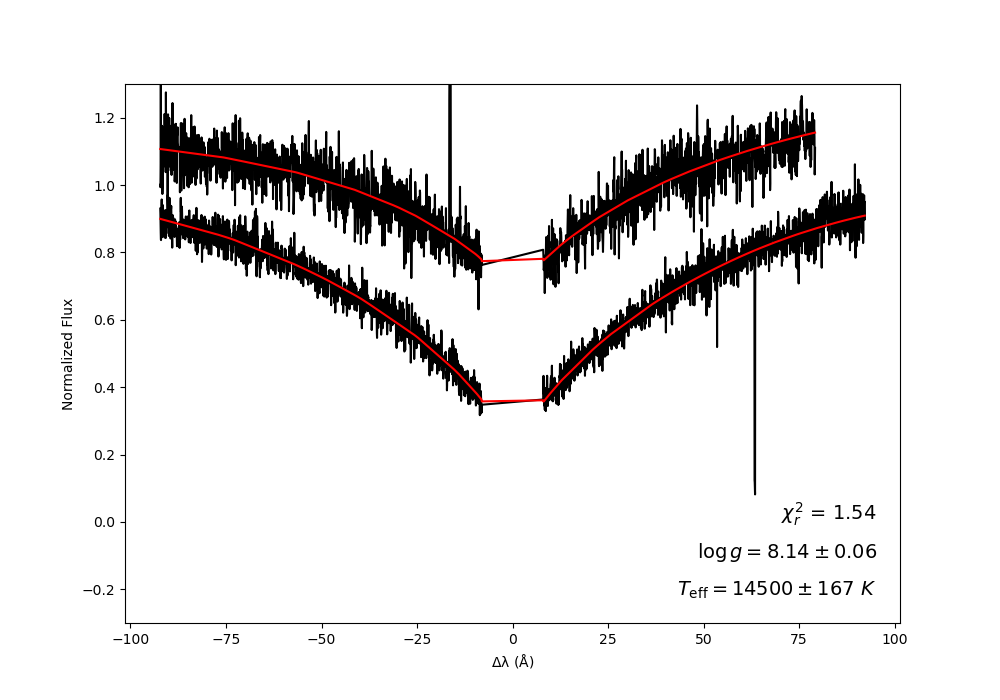 1.2
1.0
0.8
0.6
0.4
0.2
0.0
−0.2
Normalized Flux
χ²ᵣ = 1.54
log g = 8.14 ± 0.06
T_eff = 14500 ± 167 K
−100 −75 −50 −25 0 25 50 75 100
Δλ (Å)